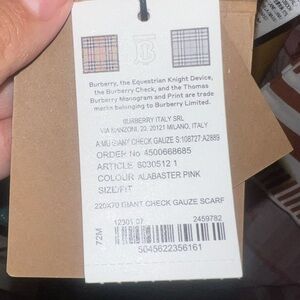 Burberry, the Equestrian Knight Device,
the Burberry Check, and the Thomas
Burberry Monogram and Print are trade
marks belonging to Burberry Limited.
BURBERRY ITALY SRL
VIA MANZONI, 20, 20121 MILANO, ITALY
A:MU GIANT CHECK GAUZE S:108727:A2889
ORDER No 4500668685
ARTICLE 8030512 1
COLOUR ALABASTER PINK
SIZE/FIT
220X70 GIANT CHECK GAUZE SCARF
12301.07 2459782
72M
5045622356161